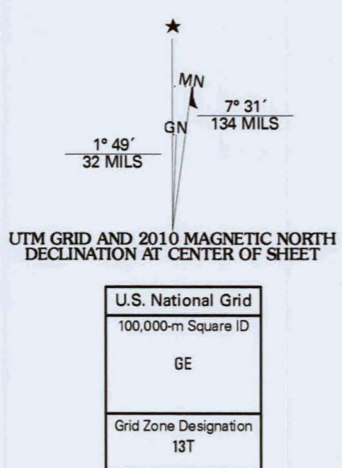 MN
7° 31´
134 MILS
GN
1° 49´
32 MILS
UTM GRID AND 2010 MAGNETIC NORTH
DECLINATION AT CENTER OF SHEET
U.S. National Grid
100,000-m Square ID
GE
Grid Zone Designation
13T